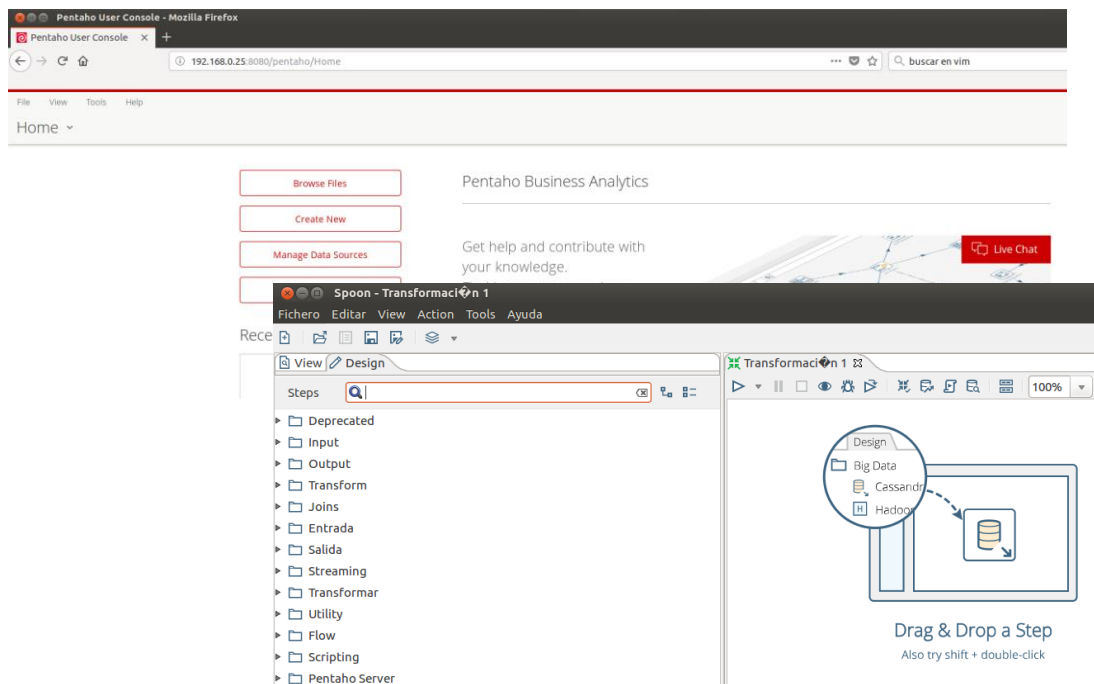 Pentaho User Console - Mozilla Firefox
Pentaho User Console
192.168.0.25:8080/pentaho/Home
buscar en vim
File View Tools Help
Home
Browse Files
Pentaho Business Analytics
Create New
Manage Data Sources
Get help and contribute with
your knowledge.
Live Chat
Rece
Spoon - Transformaci�n 1
Fichero Editar View Action Tools Ayuda
View Design
Steps
Deprecated
Input
Output
Transform
Joins
Entrada
Salida
Streaming
Transformar
Utility
Flow
Scripting
Pentaho Server
Transformaci�n 1
100%
Design
Big Data
Cassandr
H Hadoop
Drag & Drop a Step
Also try shift + double-click